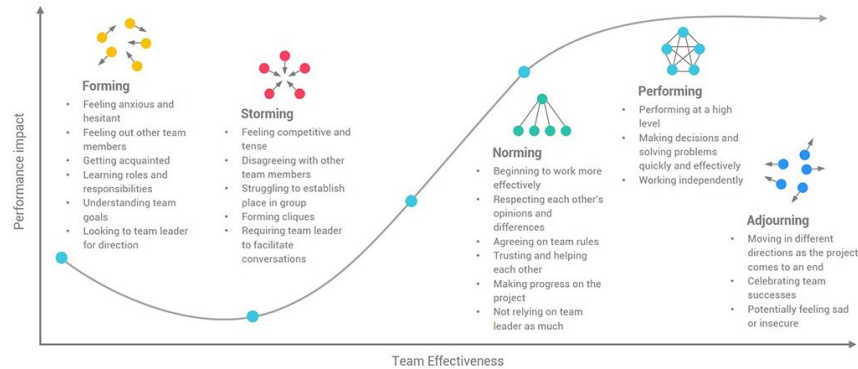 Performance impact
Forming
• Feeling anxious and
hesitant
• Feeling out other team
members
• Getting acquainted
• Learning roles and
responsibilities
• Understanding team
goals
• Looking to team leader
for direction
Storming
• Feeling competitive and
tense
• Disagreeing with other
team members
• Struggling to establish
place in group
• Forming cliques
• Requiring team leader
to facilitate
conversations
Norming
• Beginning to work more
effectively
• Respecting each other's
opinions and
differences
• Agreeing on team rules
• Trusting and helping
each other
• Making progress on the
project
• Not relying on team
leader as much
Performing
• Performing at a high
level
• Making decisions and
solving problems
quickly and effectively
• Working independently
Adjourning
• Moving in different
directions as the project
comes to an end
• Celebrating team
successes
• Potentially feeling sad
or insecure
Team Effectiveness